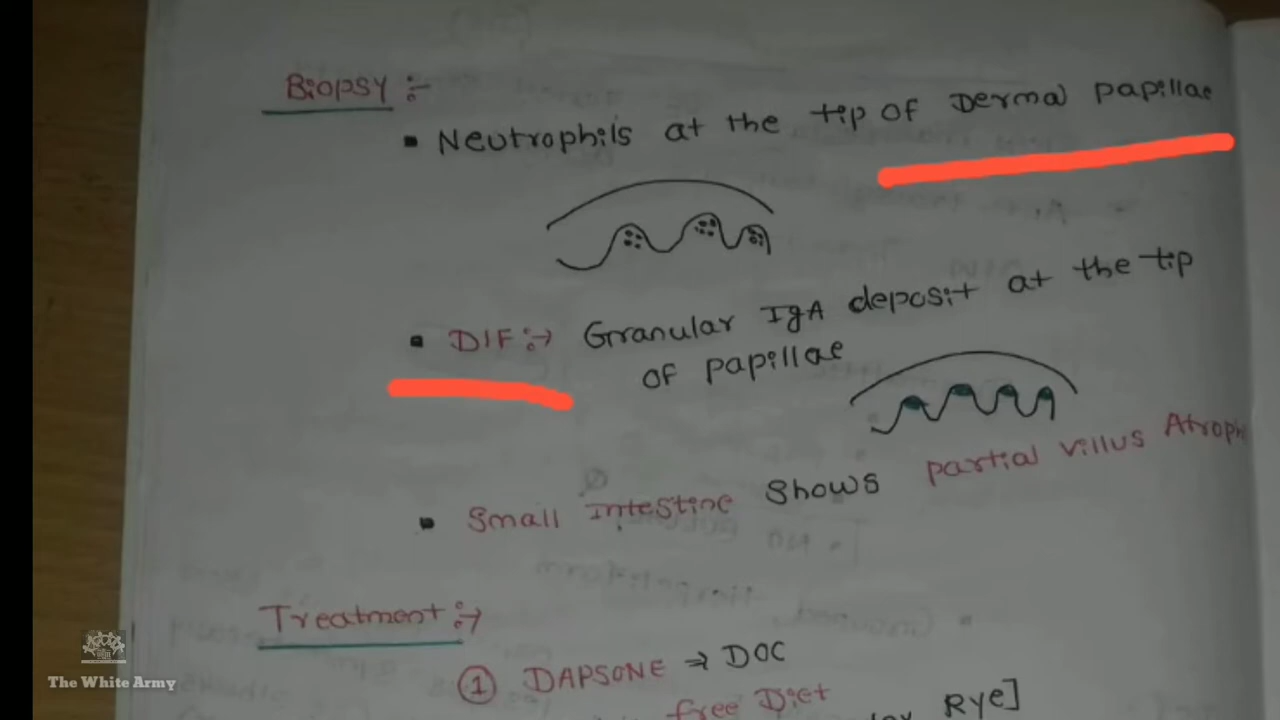 Biopsy :-
▪ Neutrophils at the tip of Dermal papillae
▪ DIF :→ Granular IgA deposit at the tip
of papillae
▪ Small Intestine shows partial villus Atroph
Treatment :→
① DAPSONE → DOC
free Diet
Rye]
The White Army